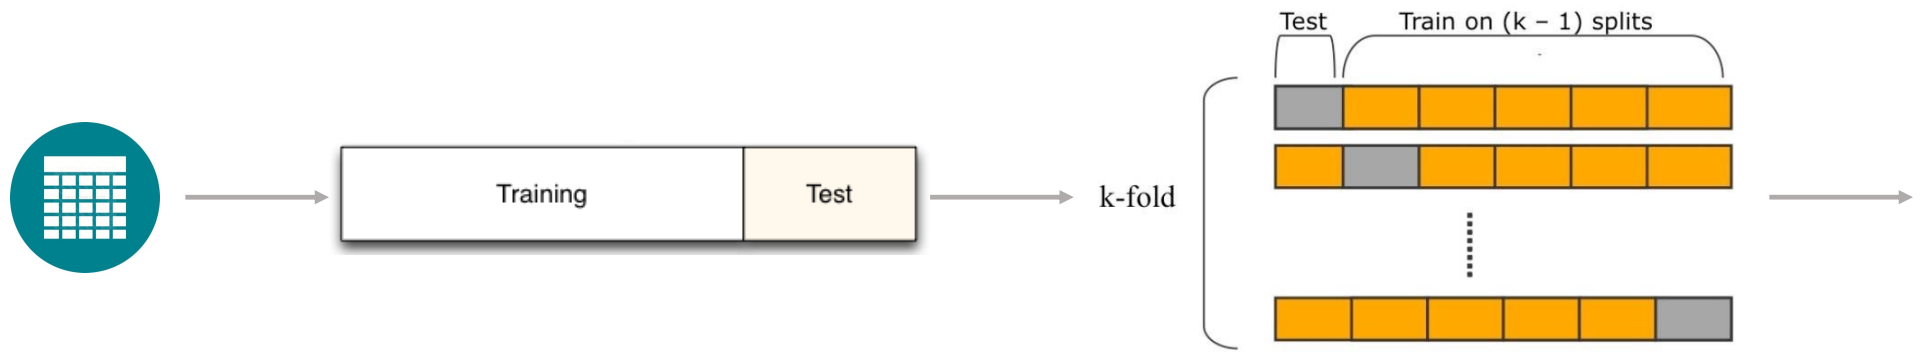 Test
Train on (k – 1) splits
Training
Test
k-fold